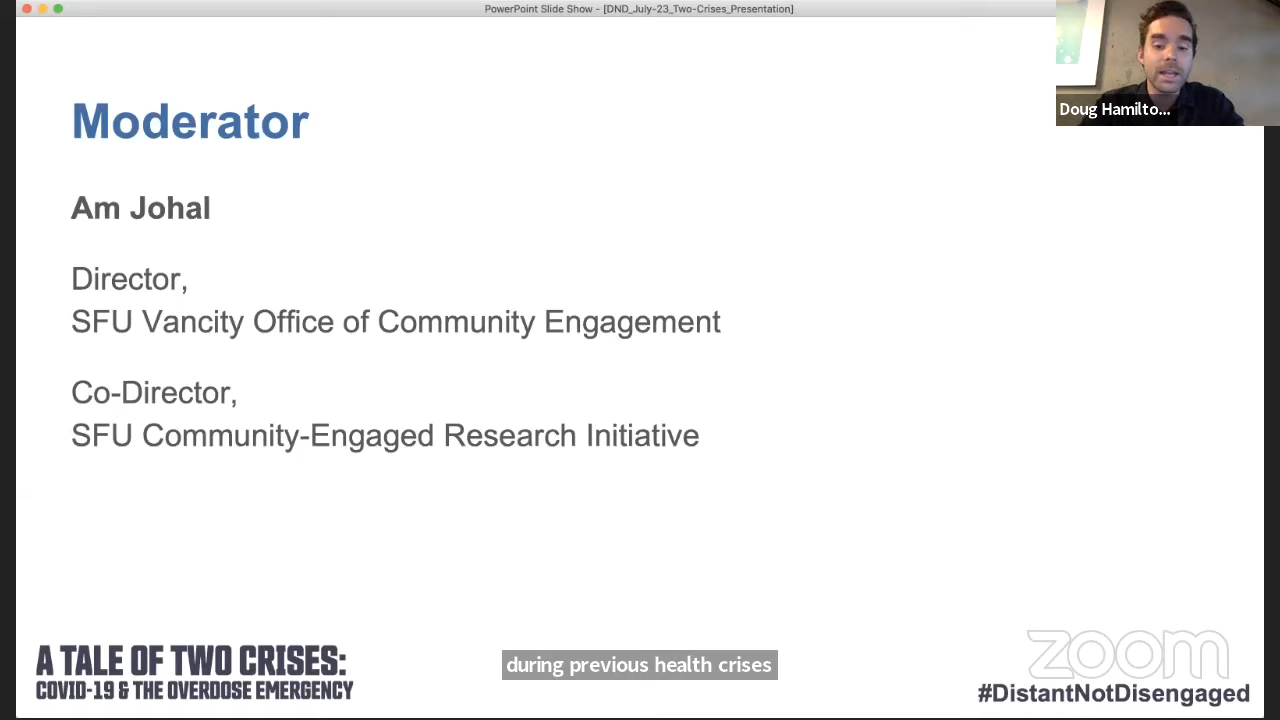 PowerPoint Slide Show - [DND_July-23_Two-Crises_Presentation]
Doug Hamilto...
Moderator
Am Johal
Director,
SFU Vancity Office of Community Engagement
Co-Director,
SFU Community-Engaged Research Initiative
A TALE OF TWO CRISES:
COVID-19 & THE OVERDOSE EMERGENCY
during previous health crises
zoom
#DistantNotDisengaged